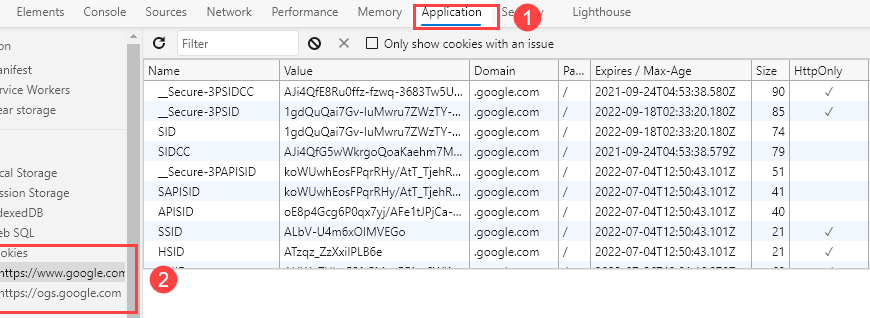 Elements Console Sources Network Performance Memory Application Lighthouse
1
Filter Only show cookies with an issue
Name Value Domain Pa... Expires / Max-Age Size HttpOnly
__Secure-3PSIDCC AJi4QfE8Ru0ffz-fzwq-3683Tw5U... .google.com / 2021-09-24T04:53:38.580Z 90 ✓
__Secure-3PSID 1gdQuQai7Gv-IuMwru7ZWzTY-... .google.com / 2022-09-18T02:33:20.180Z 85 ✓
SID 1gdQuQai7Gv-IuMwru7ZWzTY-... .google.com / 2022-09-18T02:33:20.180Z 74
SIDCC AJi4QfG5wWkrgoQoaKaehm7M... .google.com / 2021-09-24T04:53:38.579Z 79
__Secure-3PAPISID koWUwhEosFPqrRHy/AtT_TjehR... .google.com / 2022-07-04T12:50:43.101Z 51
SAPISID koWUwhEosFPqrRHy/AtT_TjehR... .google.com / 2022-07-04T12:50:43.101Z 41
APISID oE8p4Gcg6P0qx7yj/AFe1tJPjCa-... .google.com / 2022-07-04T12:50:43.101Z 40
SSID ALbV-U4m6xOIMVEGo .google.com / 2022-07-04T12:50:43.101Z 21 ✓
HSID ATzqz_ZzXxiIPLB6e .google.com / 2022-07-04T12:50:43.101Z 21 ✓
on
anifest
rvice Workers
ear storage
cal Storage
ssion Storage
dexedDB
eb SQL
okies
https://www.google.com
https://ogs.google.com
2